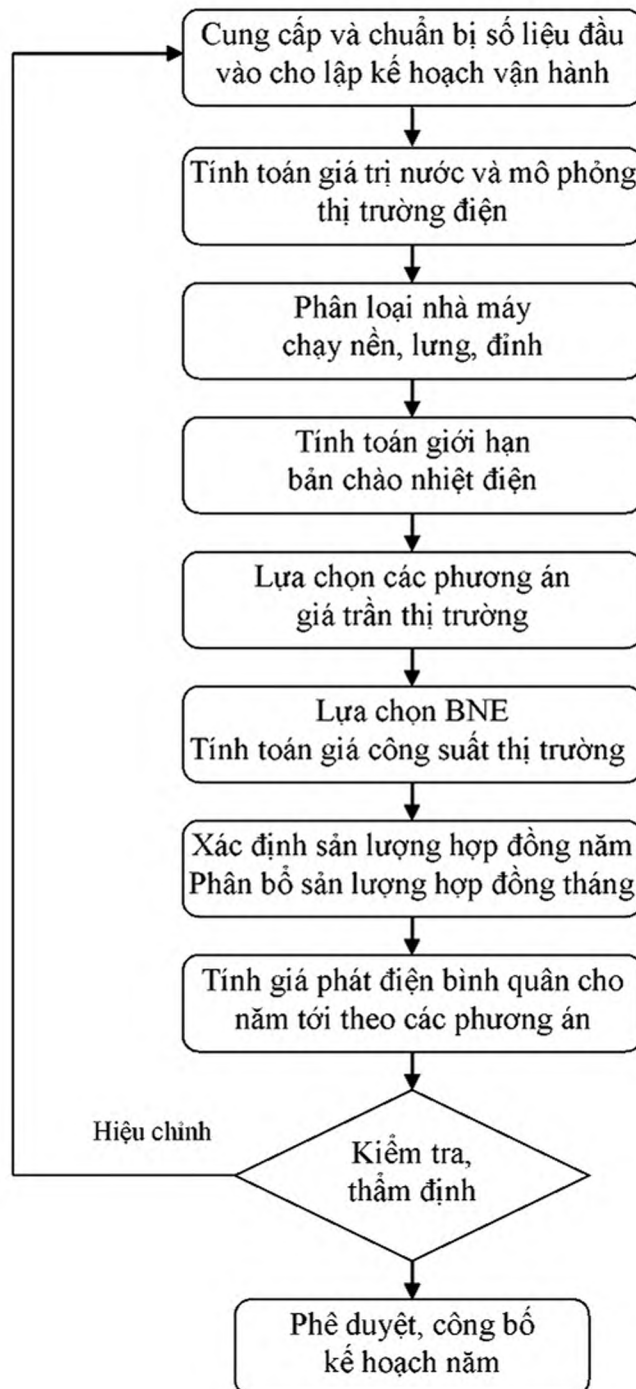 Cung cấp và chuẩn bị số liệu đầu
vào cho lập kế hoạch vận hành
Tính toán giá trị nước và mô phỏng
thị trường điện
Phân loại nhà máy
chạy nền, lưng, đỉnh
Tính toán giới hạn
bản chào nhiệt điện
Lựa chọn các phương án
giá trần thị trường
Lựa chọn BNE
Tính toán giá công suất thị trường
Xác định sản lượng hợp đồng năm
Phân bổ sản lượng hợp đồng tháng
Tính giá phát điện bình quân cho
năm tới theo các phương án
Hiệu chỉnh
Kiểm tra,
thẩm định
Phê duyệt, công bố
kế hoạch năm